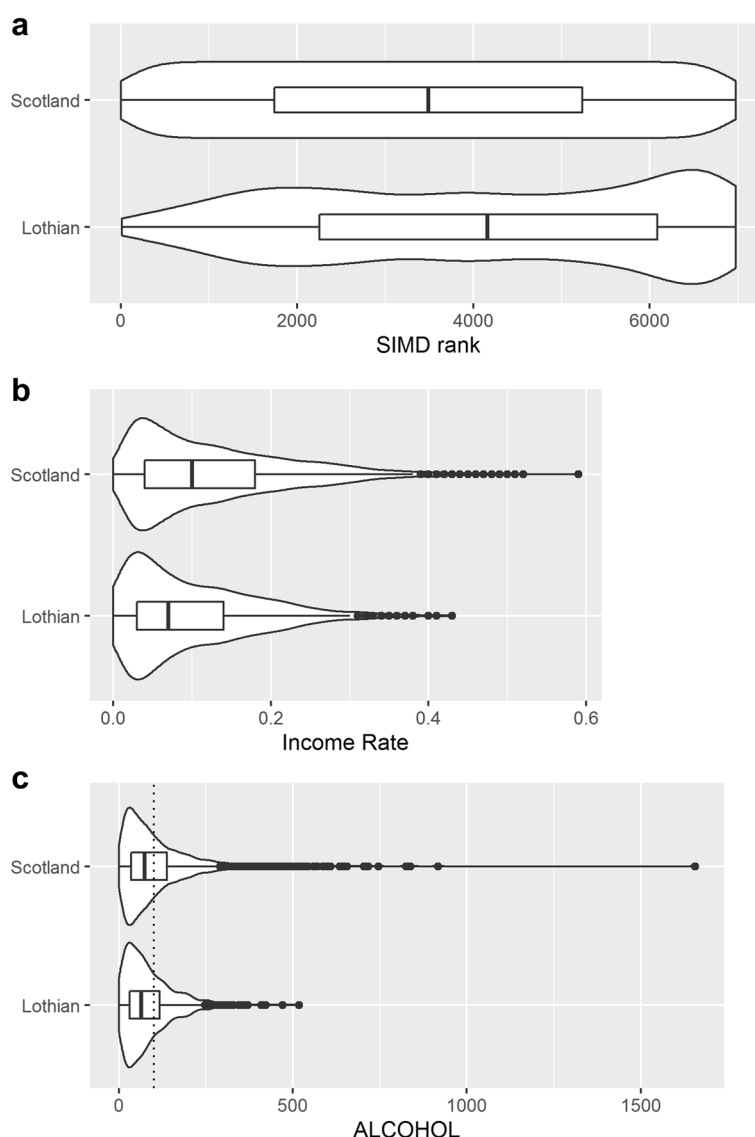 a
Scotland
Lothian
0 2000 4000 6000
SIMD rank
b
Scotland
Lothian
0.0 0.2 0.4 0.6
Income Rate
c
Scotland
Lothian
0 500 1000 1500
ALCOHOL